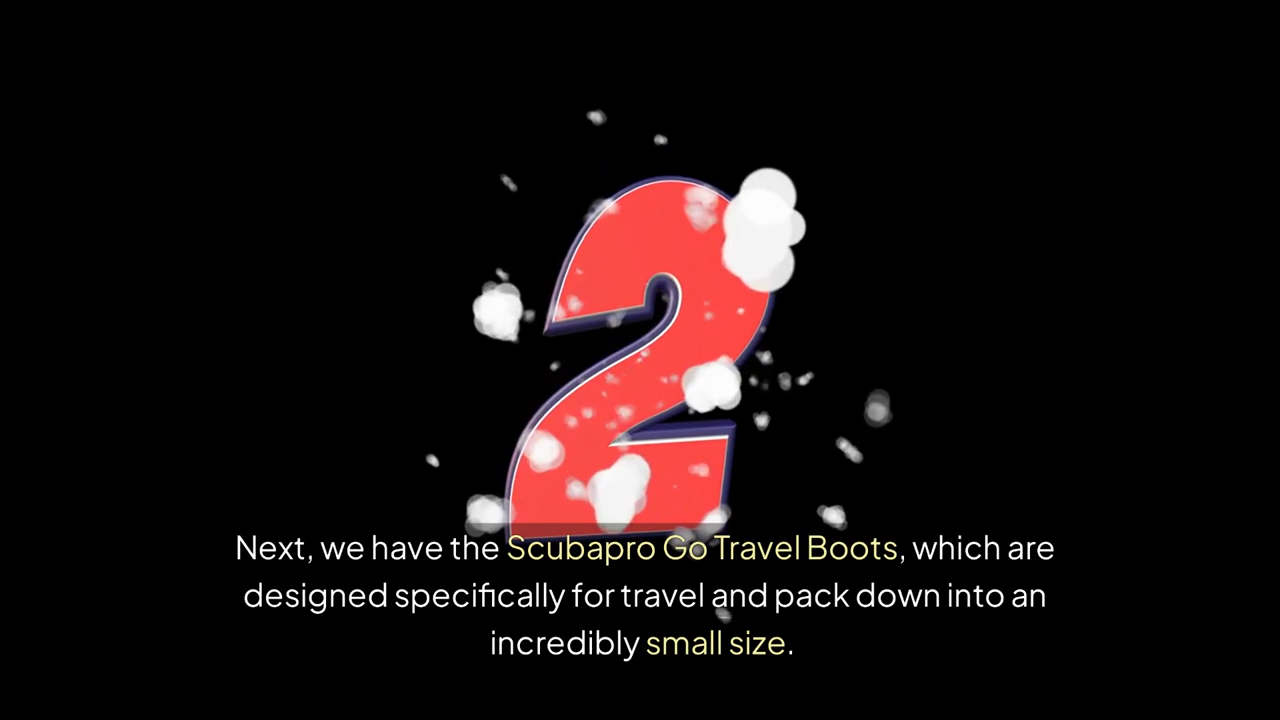 2
Next, we have the Scubapro Go Travel Boots, which are
designed specifically for travel and pack down into an
incredibly small size.